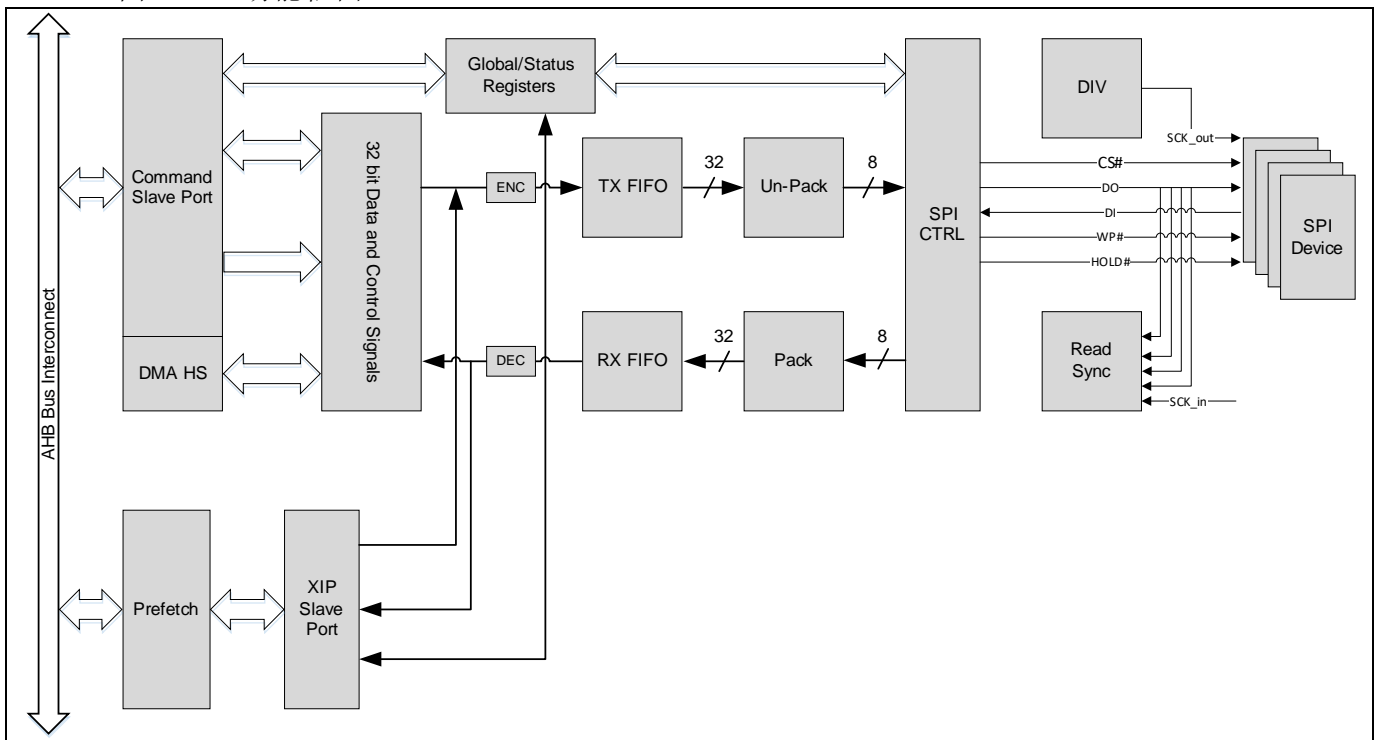 Global/Status
Registers
DIV
SCK_out
Command
Slave Port
32 bit Data and Control Signals
ENC
TX FIFO
32
Un-Pack
8
SPI
CTRL
CS#
DO
DI
WP#
HOLD#
SPI
Device
DMA HS
DEC
RX FIFO
32
Pack
8
Read
Sync
SCK_in
AHB Bus Interconnect
Prefetch
XIP
Slave
Port